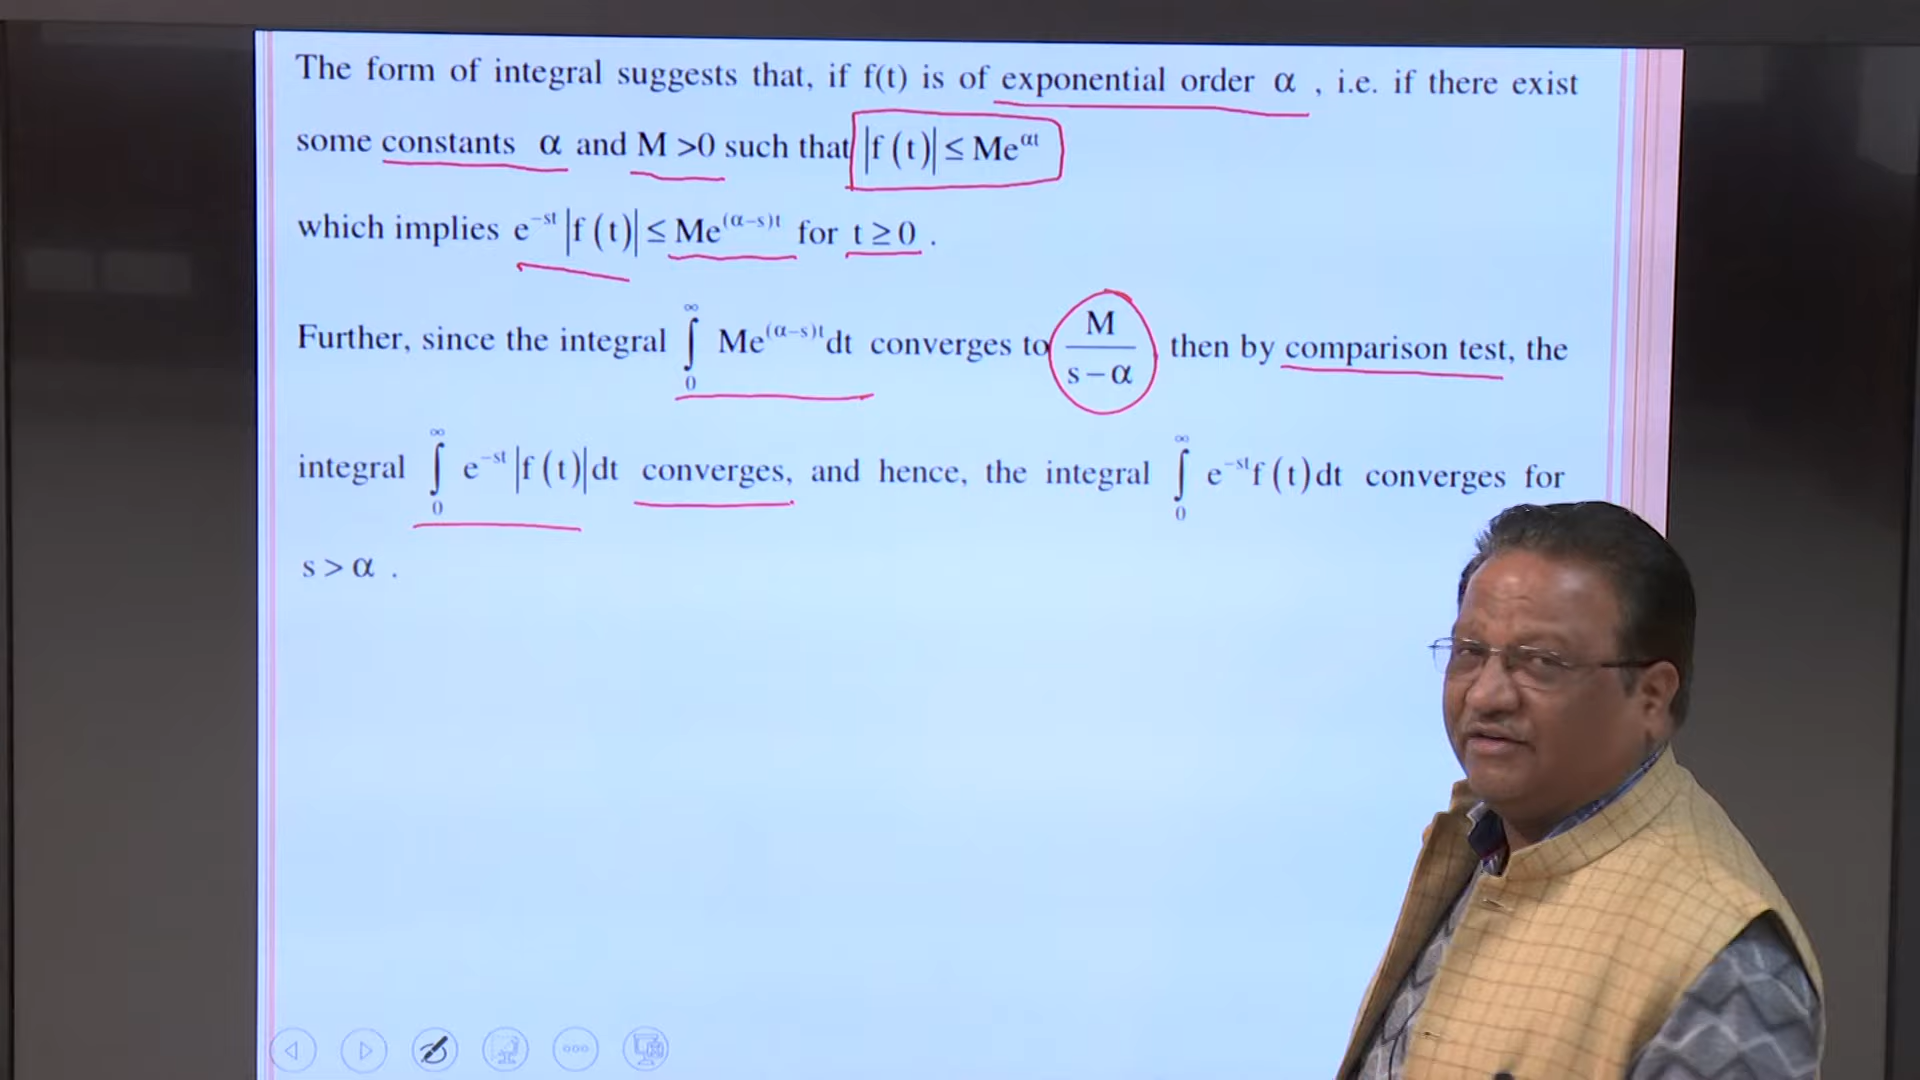 The form of integral suggests that, if f(t) is of exponential order α , i.e. if there exist
some constants α and M >0 such that |f (t)| ≤ Me^{αt}
which implies e^{−st} |f (t)| ≤ Me^{(α−s)t} for t ≥ 0 .
Further, since the integral ∫_0^∞ Me^{(α−s)t} dt converges to M/(s − α) then by comparison test, the
integral ∫_0^∞ e^{−st} |f (t)| dt converges, and hence, the integral ∫_0^∞ e^{−st} f (t) dt converges for
s > α .